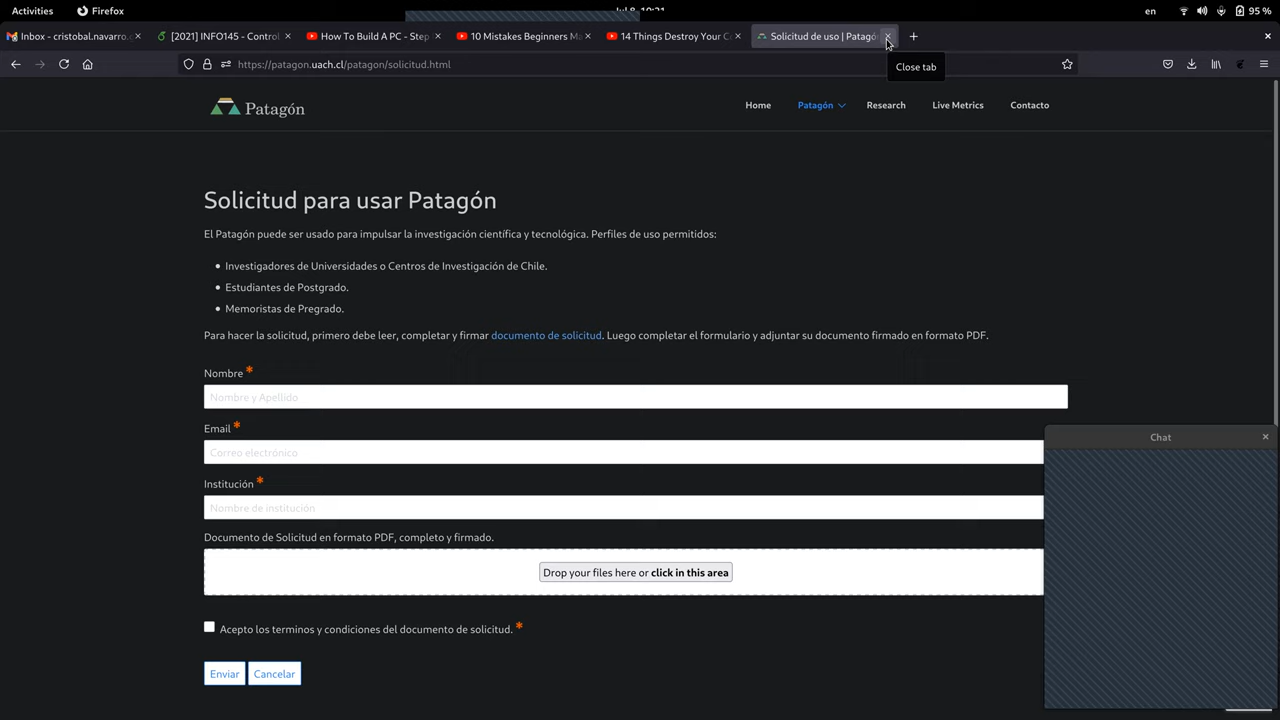 Activities Firefox en 95 %
Inbox - cristobal.navarro.c [2021] INFO145 - Control How To Build A PC - Step 10 Mistakes Beginners Ma 14 Things Destroy Your C Solicitud de uso | Patagó
https://patagon.uach.cl/patagon/solicitud.html
Close tab
Patagón Home Patagón Research Live Metrics Contacto
Solicitud para usar Patagón
El Patagón puede ser usado para impulsar la investigación científica y tecnológica. Perfiles de uso permitidos:
Investigadores de Universidades o Centros de Investigación de Chile.
Estudiantes de Postgrado.
Memoristas de Pregrado.
Para hacer la solicitud, primero debe leer, completar y firmar documento de solicitud. Luego completar el formulario y adjuntar su documento firmado en formato PDF.
Nombre *
Nombre y Apellido
Email *
Correo electrónico
Chat
Institución *
Nombre de institución
Documento de Solicitud en formato PDF, completo y firmado.
Drop your files here or click in this area
Acepto los terminos y condiciones del documento de solicitud. *
Enviar Cancelar